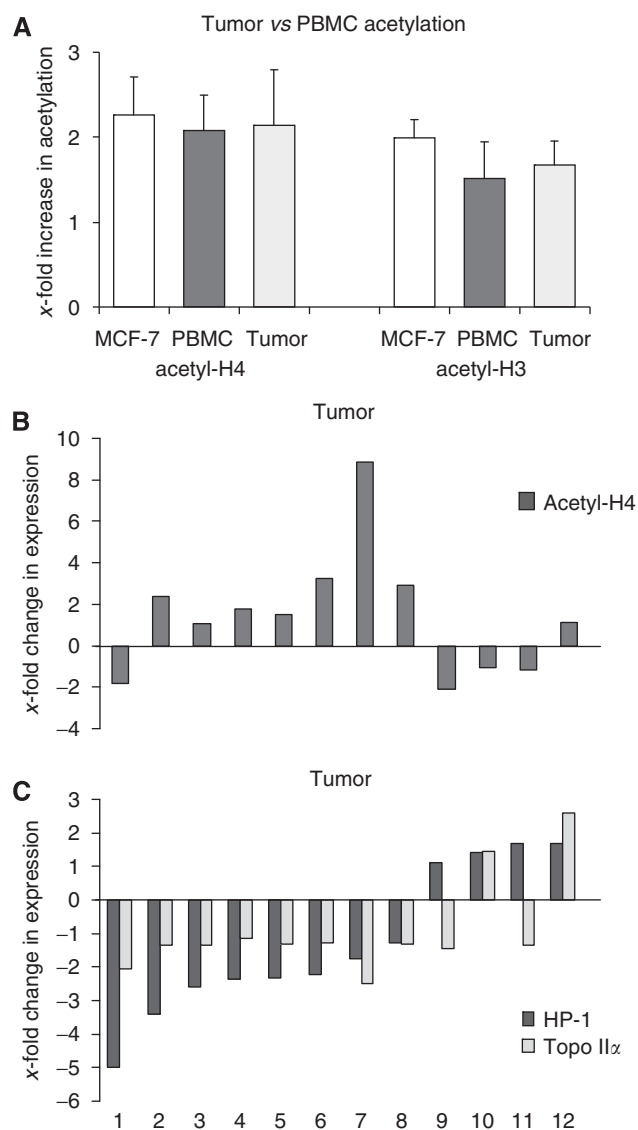 A
Tumor vs PBMC acetylation
x-fold increase in acetylation
3
2
1
0
MCF-7 PBMC Tumor MCF-7 PBMC Tumor
acetyl-H4 acetyl-H3
B
Tumor
x-fold change in expression
10
8
6
4
2
0
–2
–4
Acetyl-H4
C
Tumor
x-fold change in expression
3
2
1
0
–1
–2
–3
–4
–5
–6
HP-1
Topo IIα
1 2 3 4 5 6 7 8 9 10 11 12